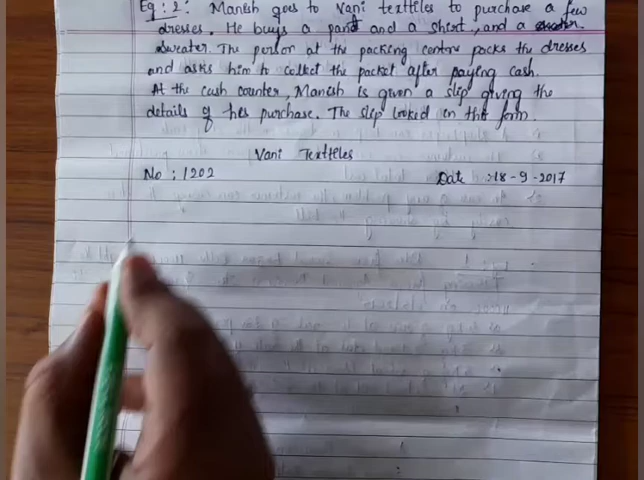 Eg : 2 : Manish goes to Vani textiles to purchase a few
dresses. He buys a pant and a shirt, and a
sweater. The person at the packing centre packs the dresses
and asks him to collect the packet after paying cash.
At the cash counter, Manish is given a slip giving the
details of his purchase. The slip looked in the form.
Vani Textiles
No : 1202 Date : 18-9-2017